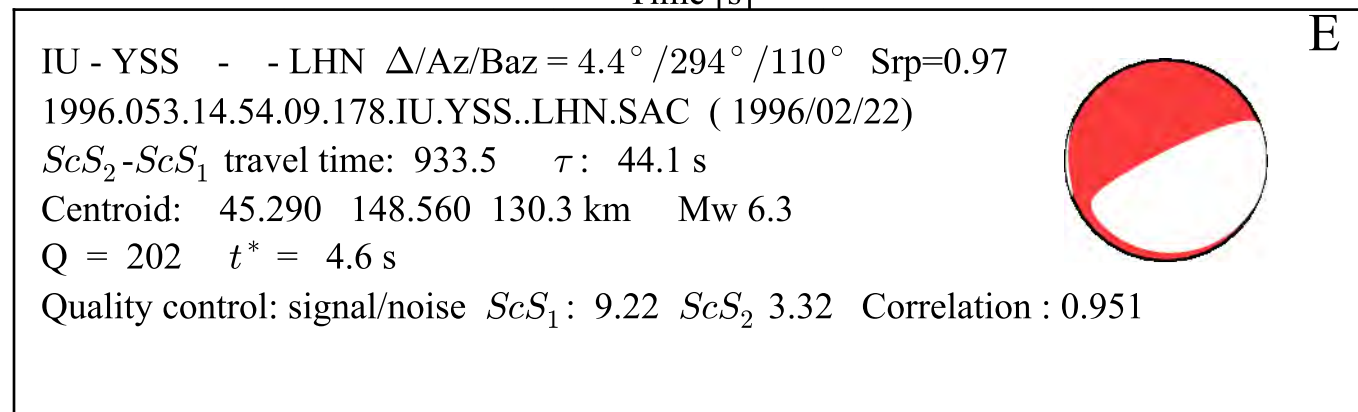 Time [s]
E
IU - YSS - - LHN Δ/Az/Baz = 4.4° /294° /110° Srp=0.97
1996.053.14.54.09.178.IU.YSS..LHN.SAC ( 1996/02/22)
ScS₂-ScS₁ travel time: 933.5 τ : 44.1 s
Centroid: 45.290 148.560 130.3 km Mw 6.3
Q = 202 t* = 4.6 s
Quality control: signal/noise ScS₁: 9.22 ScS₂ 3.32 Correlation : 0.951